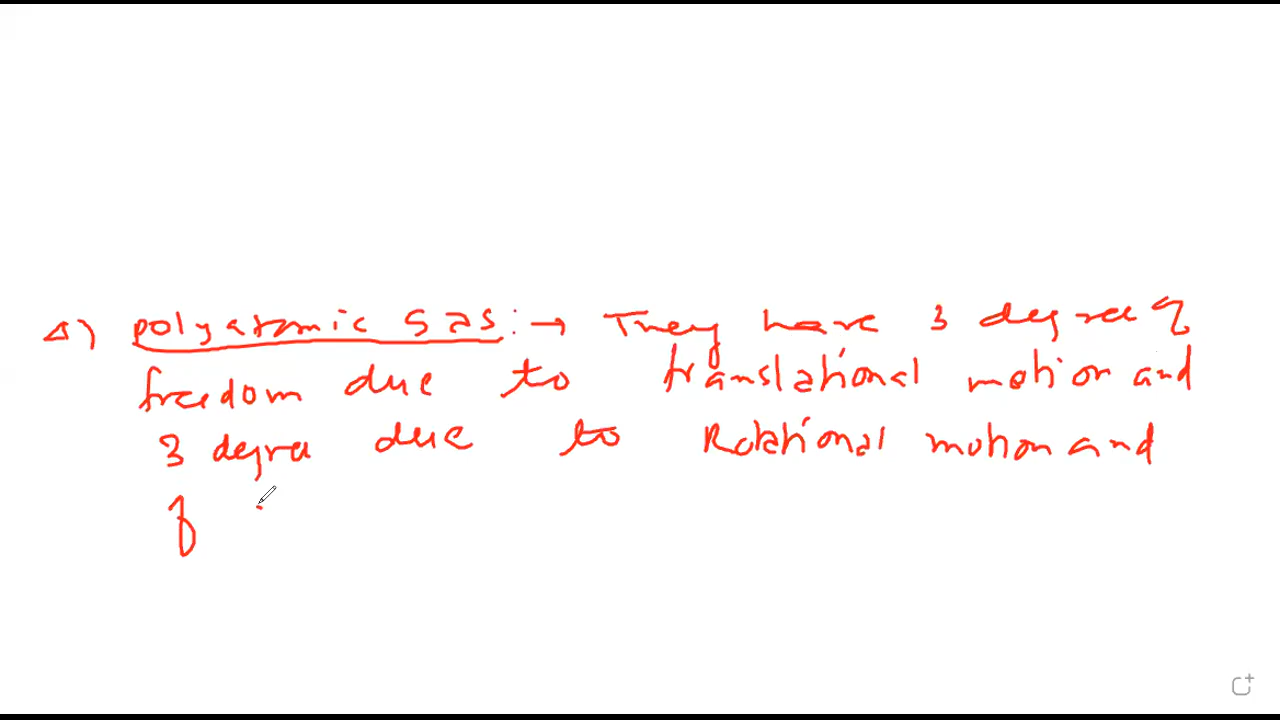 4) polyatomic Gas :→ They have 3 degree of
freedom due to translational motion and
3 degree due to Rotational motion and
f